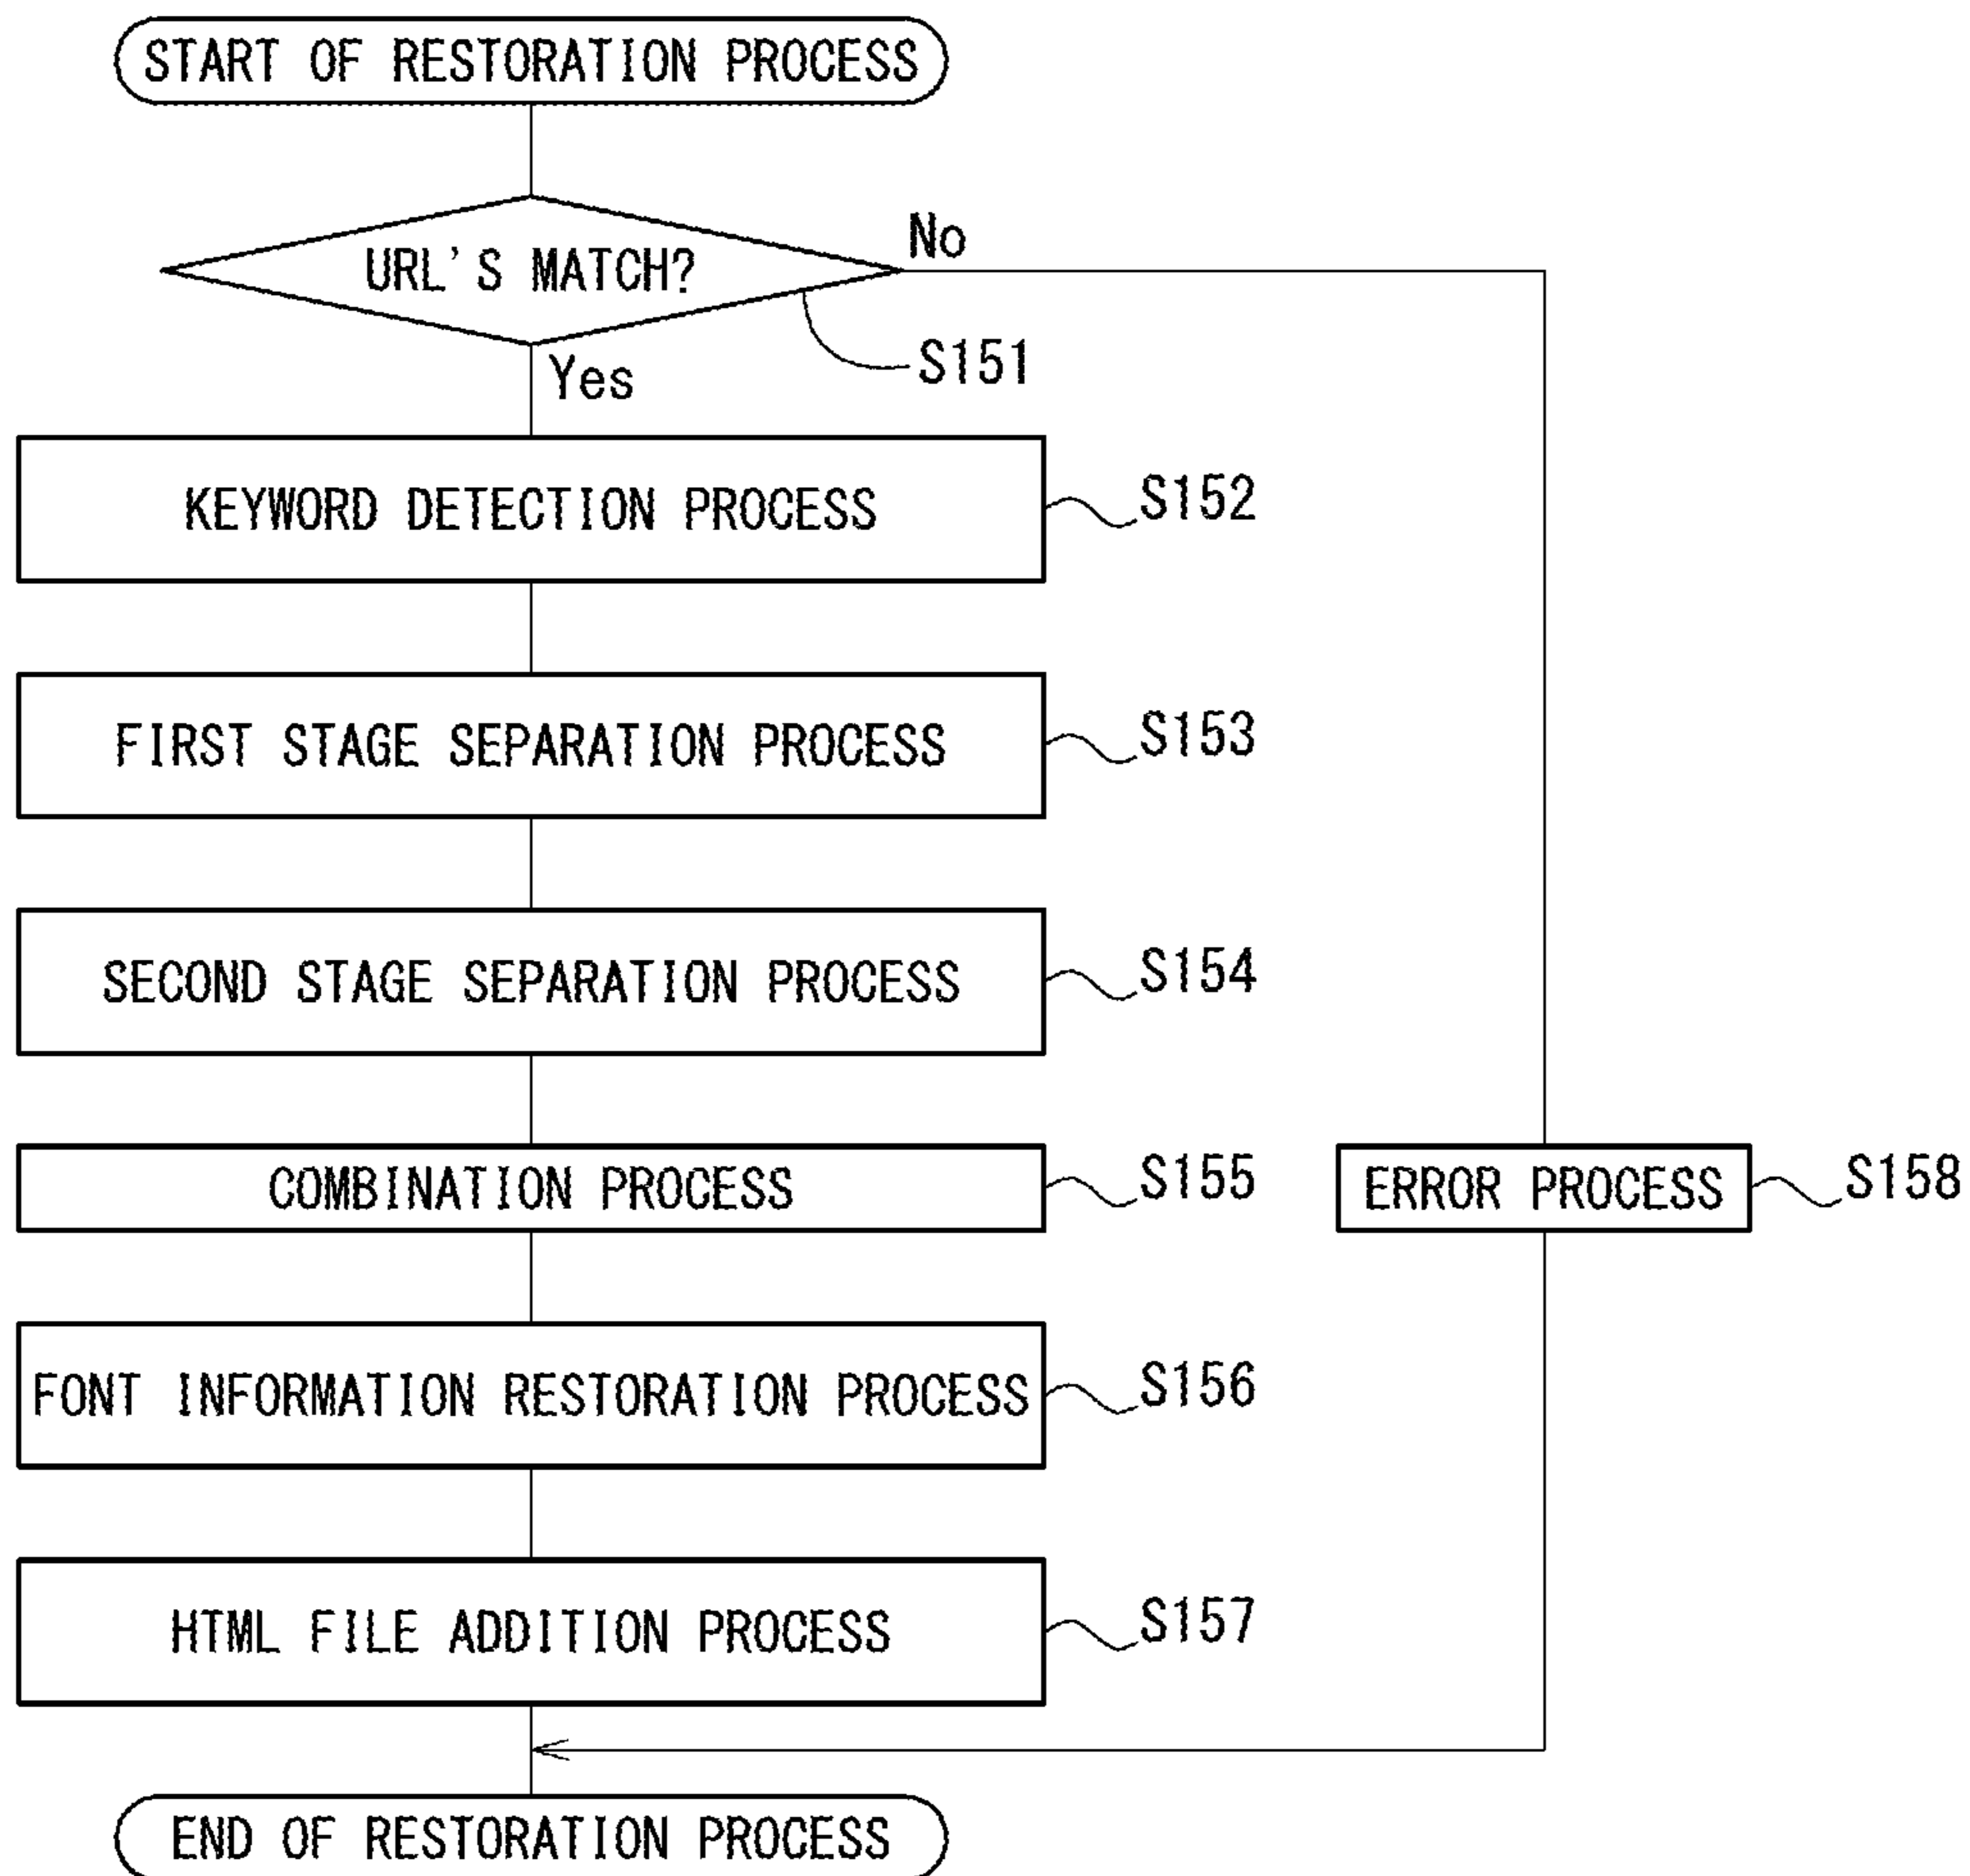 START OF RESTORATION PROCESS
URL'S MATCH?
No
S151
Yes
KEYWORD DETECTION PROCESS
S152
FIRST STAGE SEPARATION PROCESS
S153
SECOND STAGE SEPARATION PROCESS
S154
COMBINATION PROCESS
S155
ERROR PROCESS
S158
FONT INFORMATION RESTORATION PROCESS
S156
HTML FILE ADDITION PROCESS
S157
END OF RESTORATION PROCESS